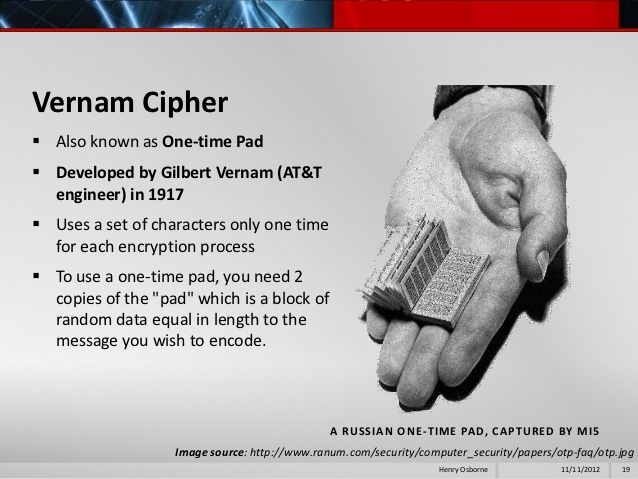 Vernam Cipher
▪ Also known as One-time Pad
▪ Developed by Gilbert Vernam (AT&T
engineer) in 1917
▪ Uses a set of characters only one time
for each encryption process
▪ To use a one-time pad, you need 2
copies of the "pad" which is a block of
random data equal in length to the
message you wish to encode.
A RUSSIAN ONE-TIME PAD, CAPTURED BY MI5
Image source: http://www.ranum.com/security/computer_security/papers/otp-faq/otp.jpg
Henry Osborne 11/11/2012 19